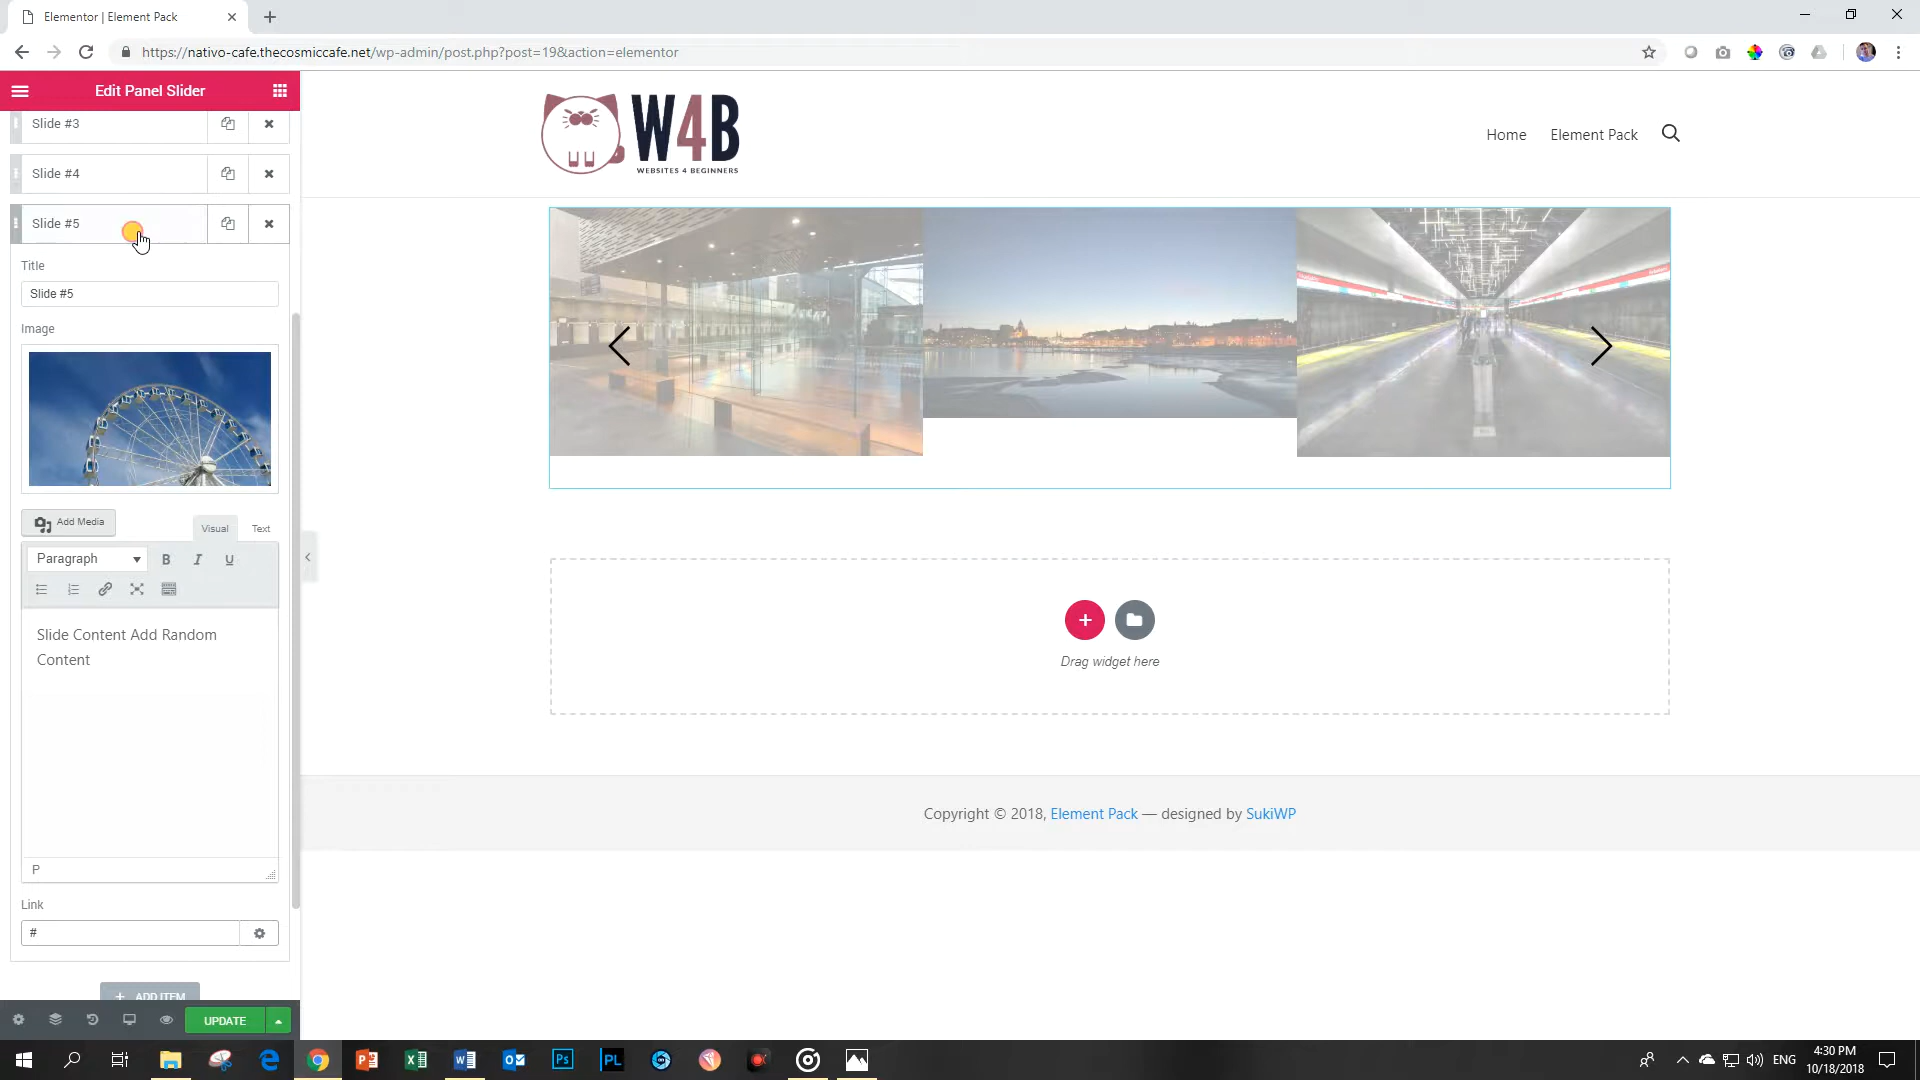 Elementor | Element Pack
https://nativo-cafe.thecosmiccafe.net/wp-admin/post.php?post=19&action=elementor
Edit Panel Slider
Slide #3
Slide #4
Slide #5
Title
Slide #5
Image
Add Media
Visual
Text
Paragraph
B I U
Slide Content Add Random
Content
P
Link
#
ADD ITEM
UPDATE
W4B
WEBSITES 4 BEGINNERS
Home
Element Pack
Drag widget here
Copyright © 2018, Element Pack — designed by SukiWP
Ps
PL
ENG
4:30 PM
10/18/2018